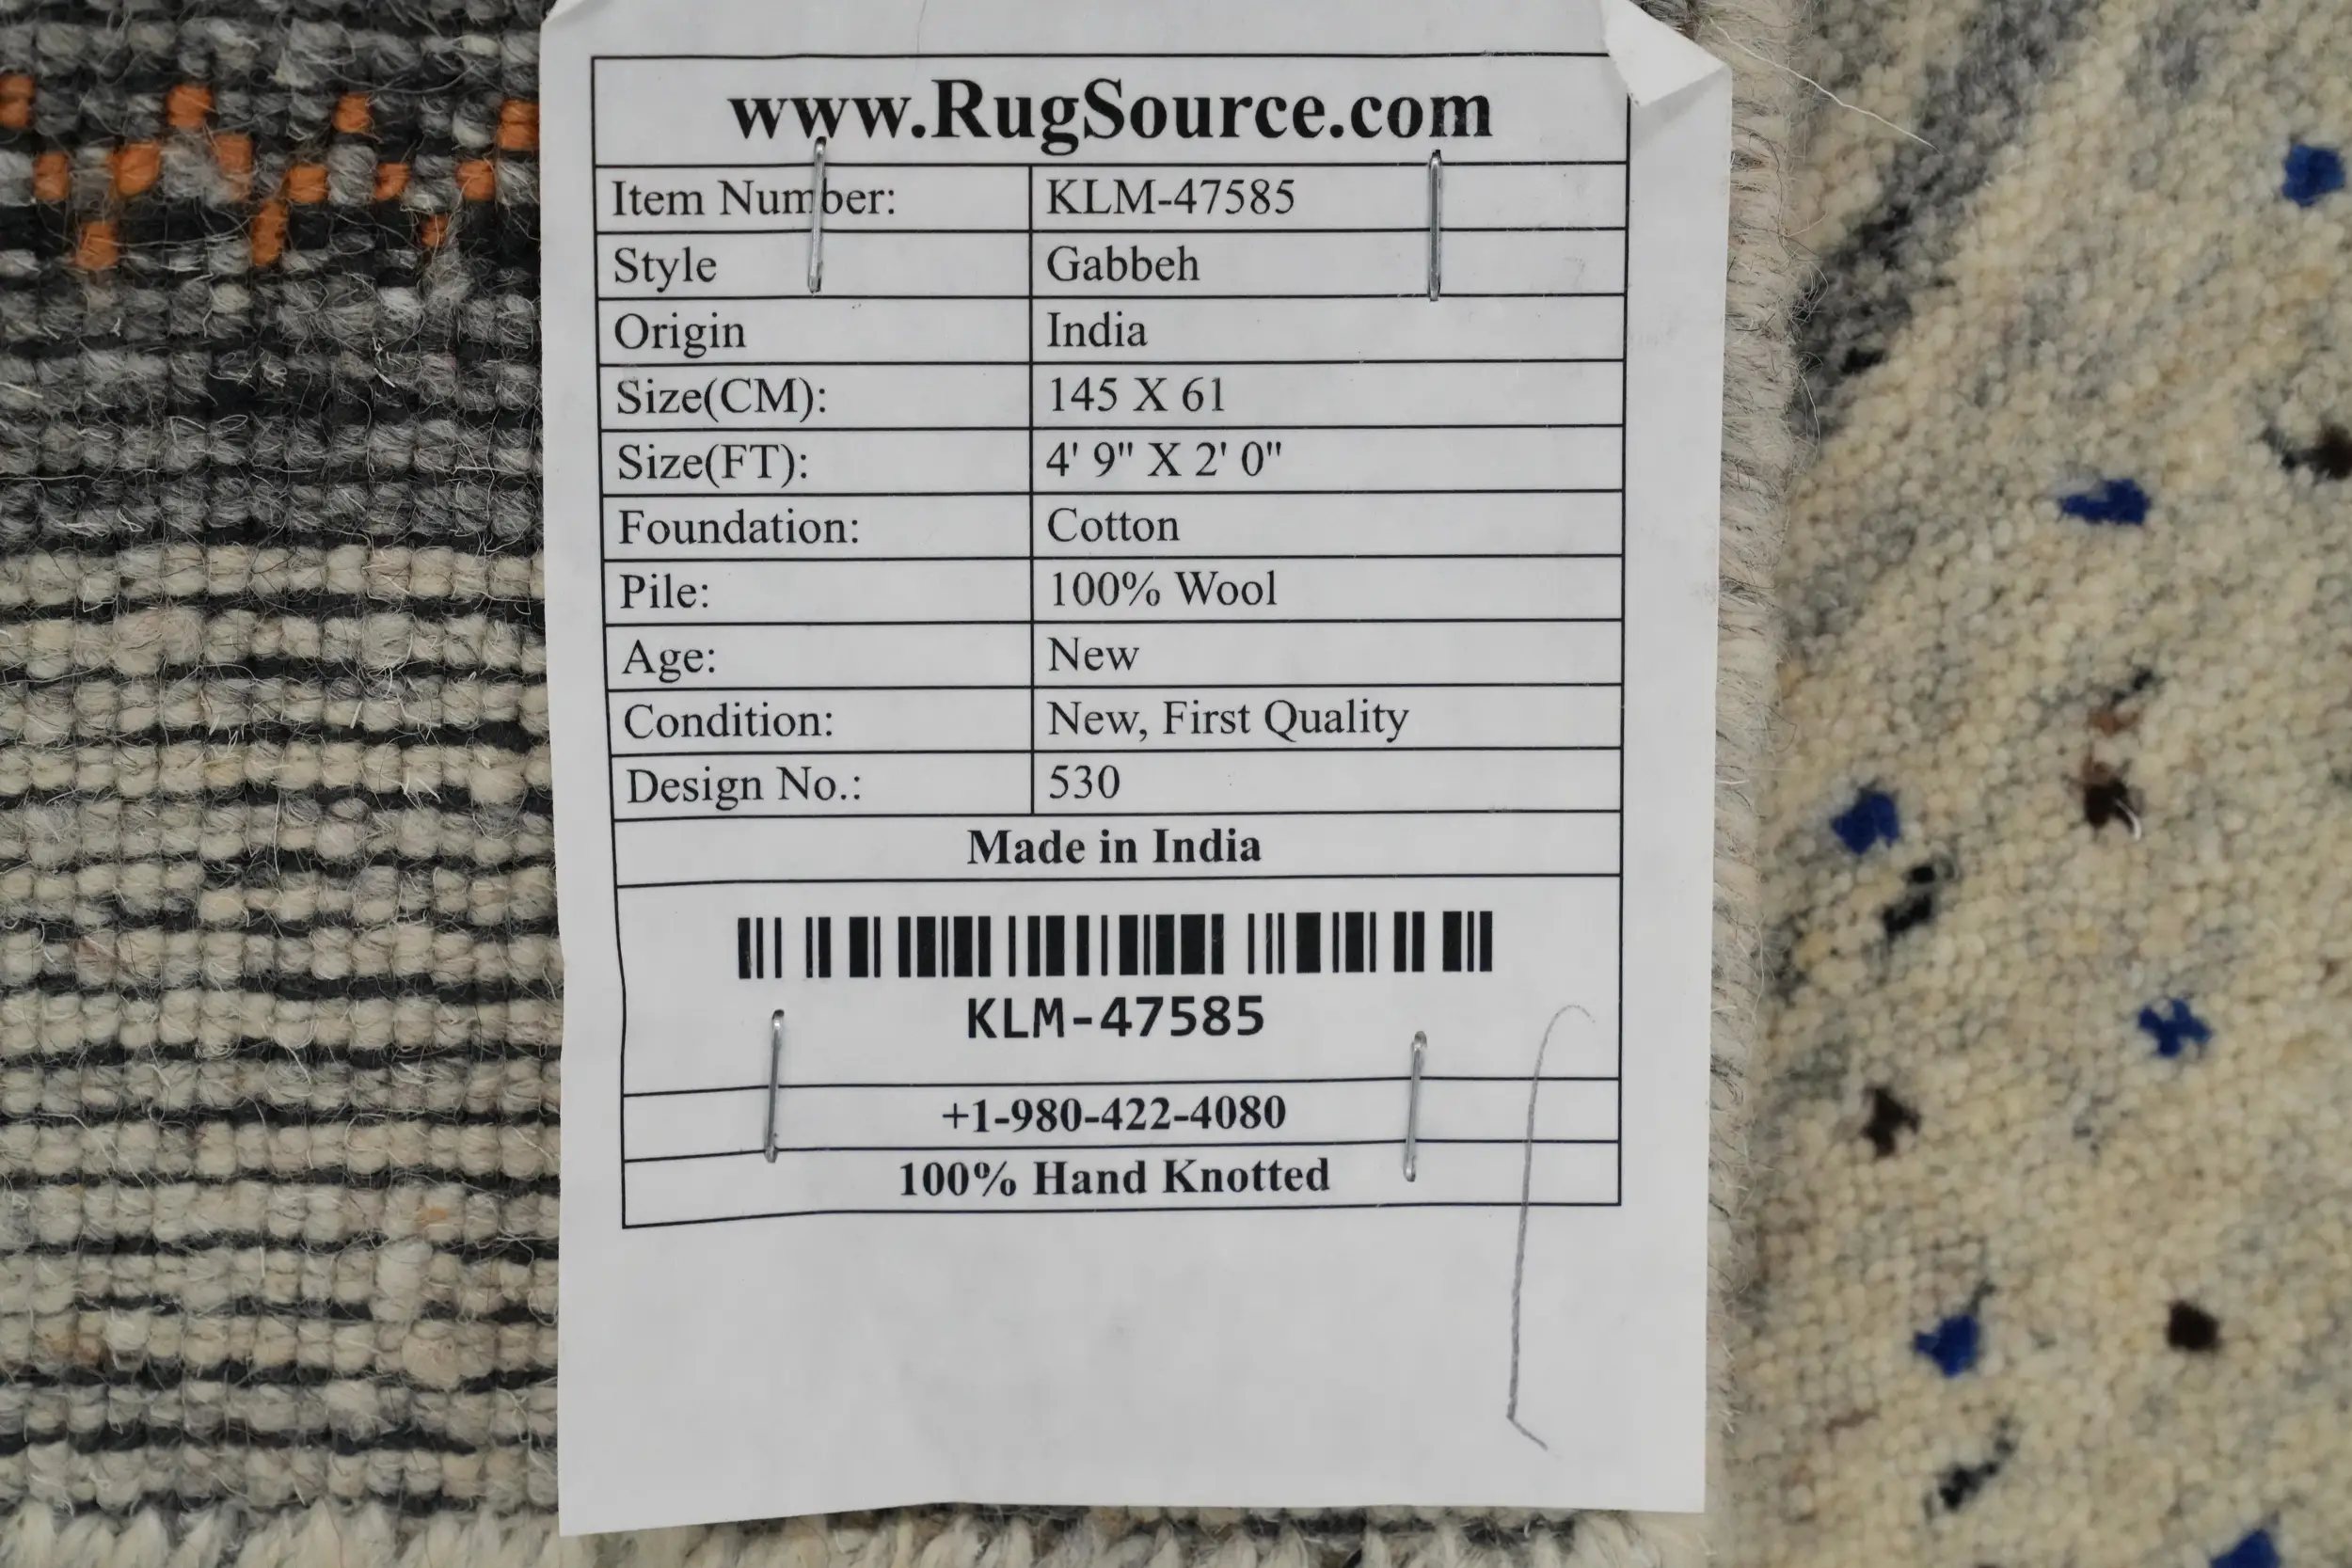 www.RugSource.com
Item Number: KLM-47585
Style Gabbeh
Origin India
Size(CM): 145 X 61
Size(FT): 4' 9" X 2' 0"
Foundation: Cotton
Pile: 100% Wool
Age: New
Condition: New, First Quality
Design No.: 530
Made in India
KLM-47585
+1-980-422-4080
100% Hand Knotted